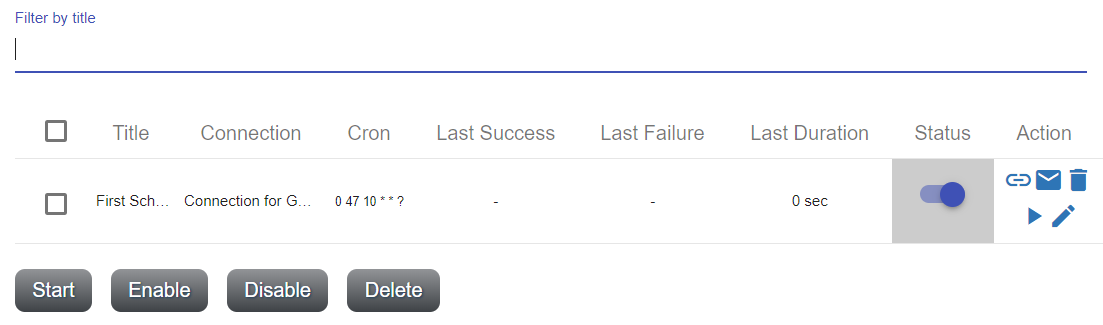 Filter by title
Title Connection Cron Last Success Last Failure Last Duration Status Action
First Sch... Connection for G... 0 47 10 * * ? - - 0 sec
Start Enable Disable Delete